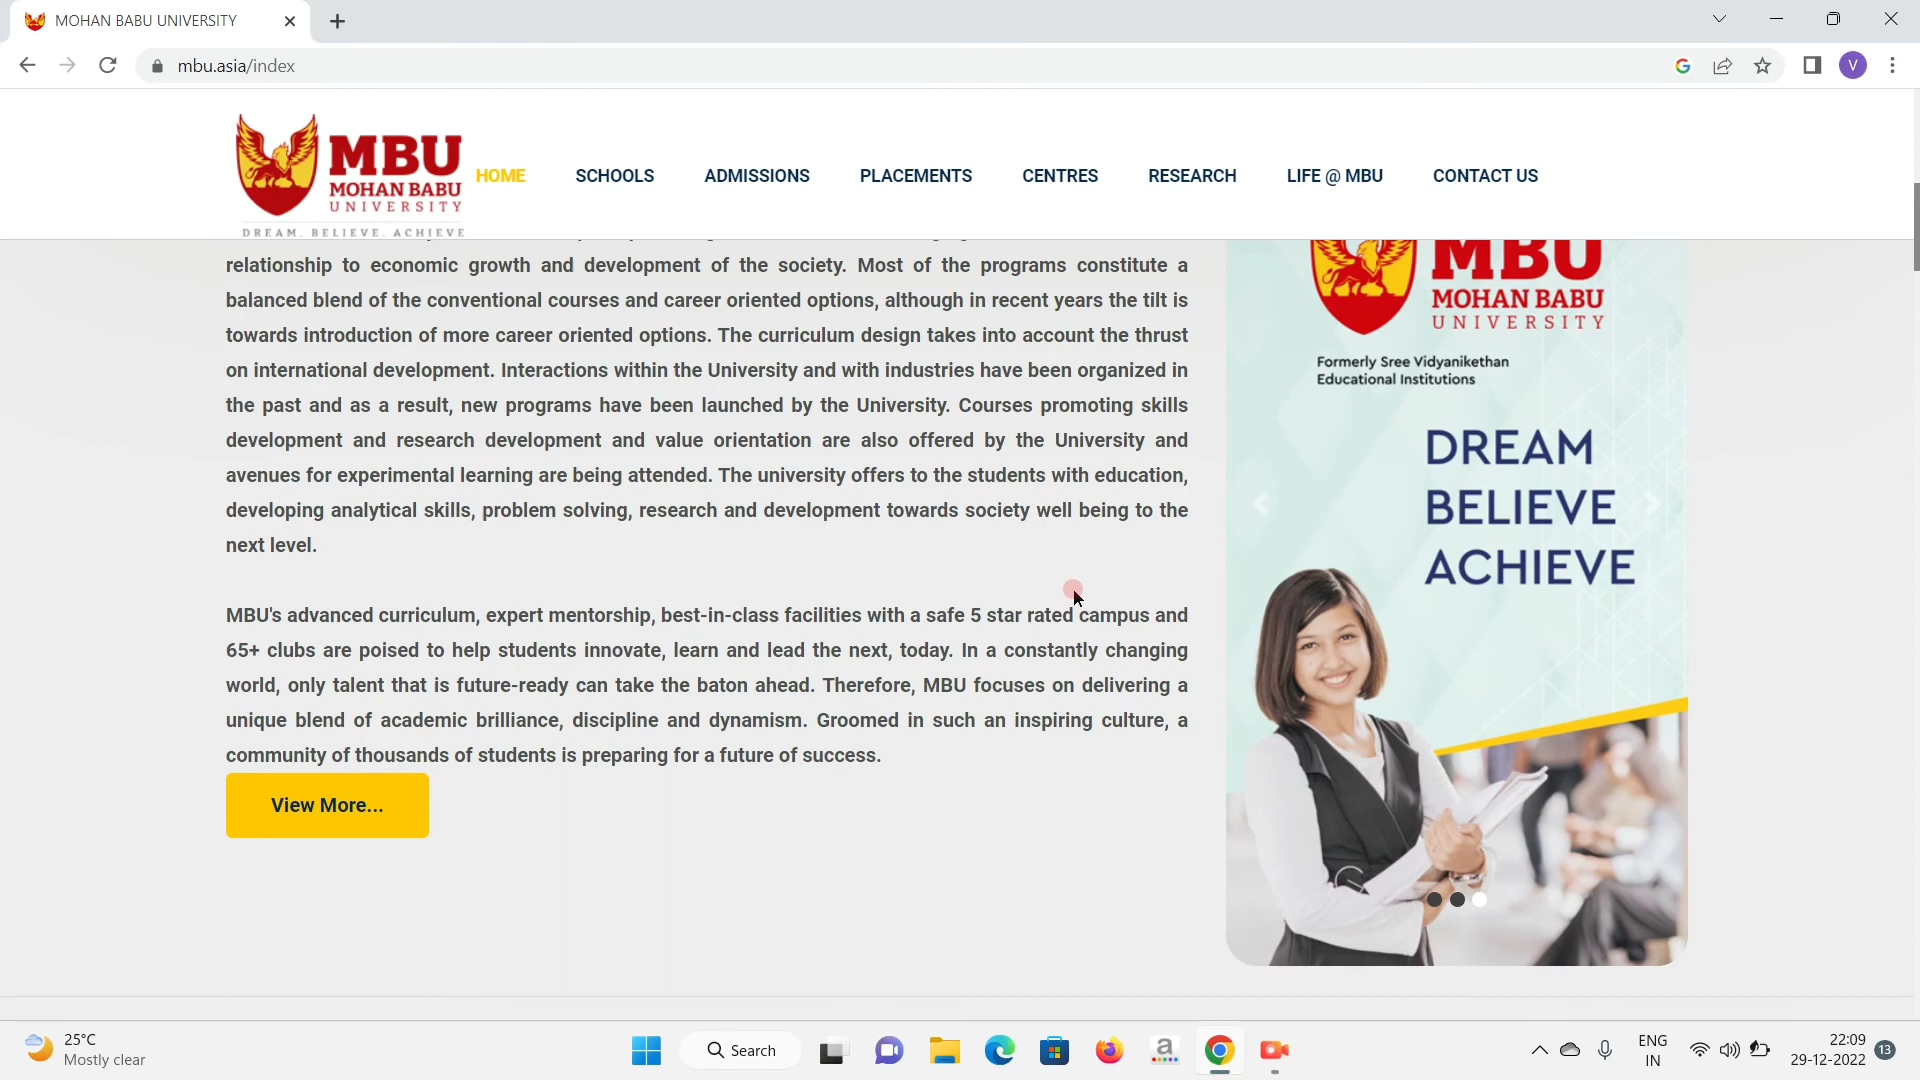 MOHAN BABU UNIVERSITY
mbu.asia/index
V
MBU
MOHAN BABU
UNIVERSITY
DREAM. BELIEVE. ACHIEVE
HOME SCHOOLS ADMISSIONS PLACEMENTS CENTRES RESEARCH LIFE @ MBU CONTACT US
relationship to economic growth and development of the society. Most of the programs constitute a
balanced blend of the conventional courses and career oriented options, although in recent years the tilt is
towards introduction of more career oriented options. The curriculum design takes into account the thrust
on international development. Interactions within the University and with industries have been organized in
the past and as a result, new programs have been launched by the University. Courses promoting skills
development and research development and value orientation are also offered by the University and
avenues for experimental learning are being attended. The university offers to the students with education,
developing analytical skills, problem solving, research and development towards society well being to the
next level.
MBU's advanced curriculum, expert mentorship, best-in-class facilities with a safe 5 star rated campus and
65+ clubs are poised to help students innovate, learn and lead the next, today. In a constantly changing
world, only talent that is future-ready can take the baton ahead. Therefore, MBU focuses on delivering a
unique blend of academic brilliance, discipline and dynamism. Groomed in such an inspiring culture, a
community of thousands of students is preparing for a future of success.
View More...
MBU
MOHAN BABU
UNIVERSITY
Formerly Sree Vidyanikethan
Educational Institutions
DREAM
BELIEVE
ACHIEVE
25°C
Mostly clear
Search
a
ENG
IN
22:09
29-12-2022
13